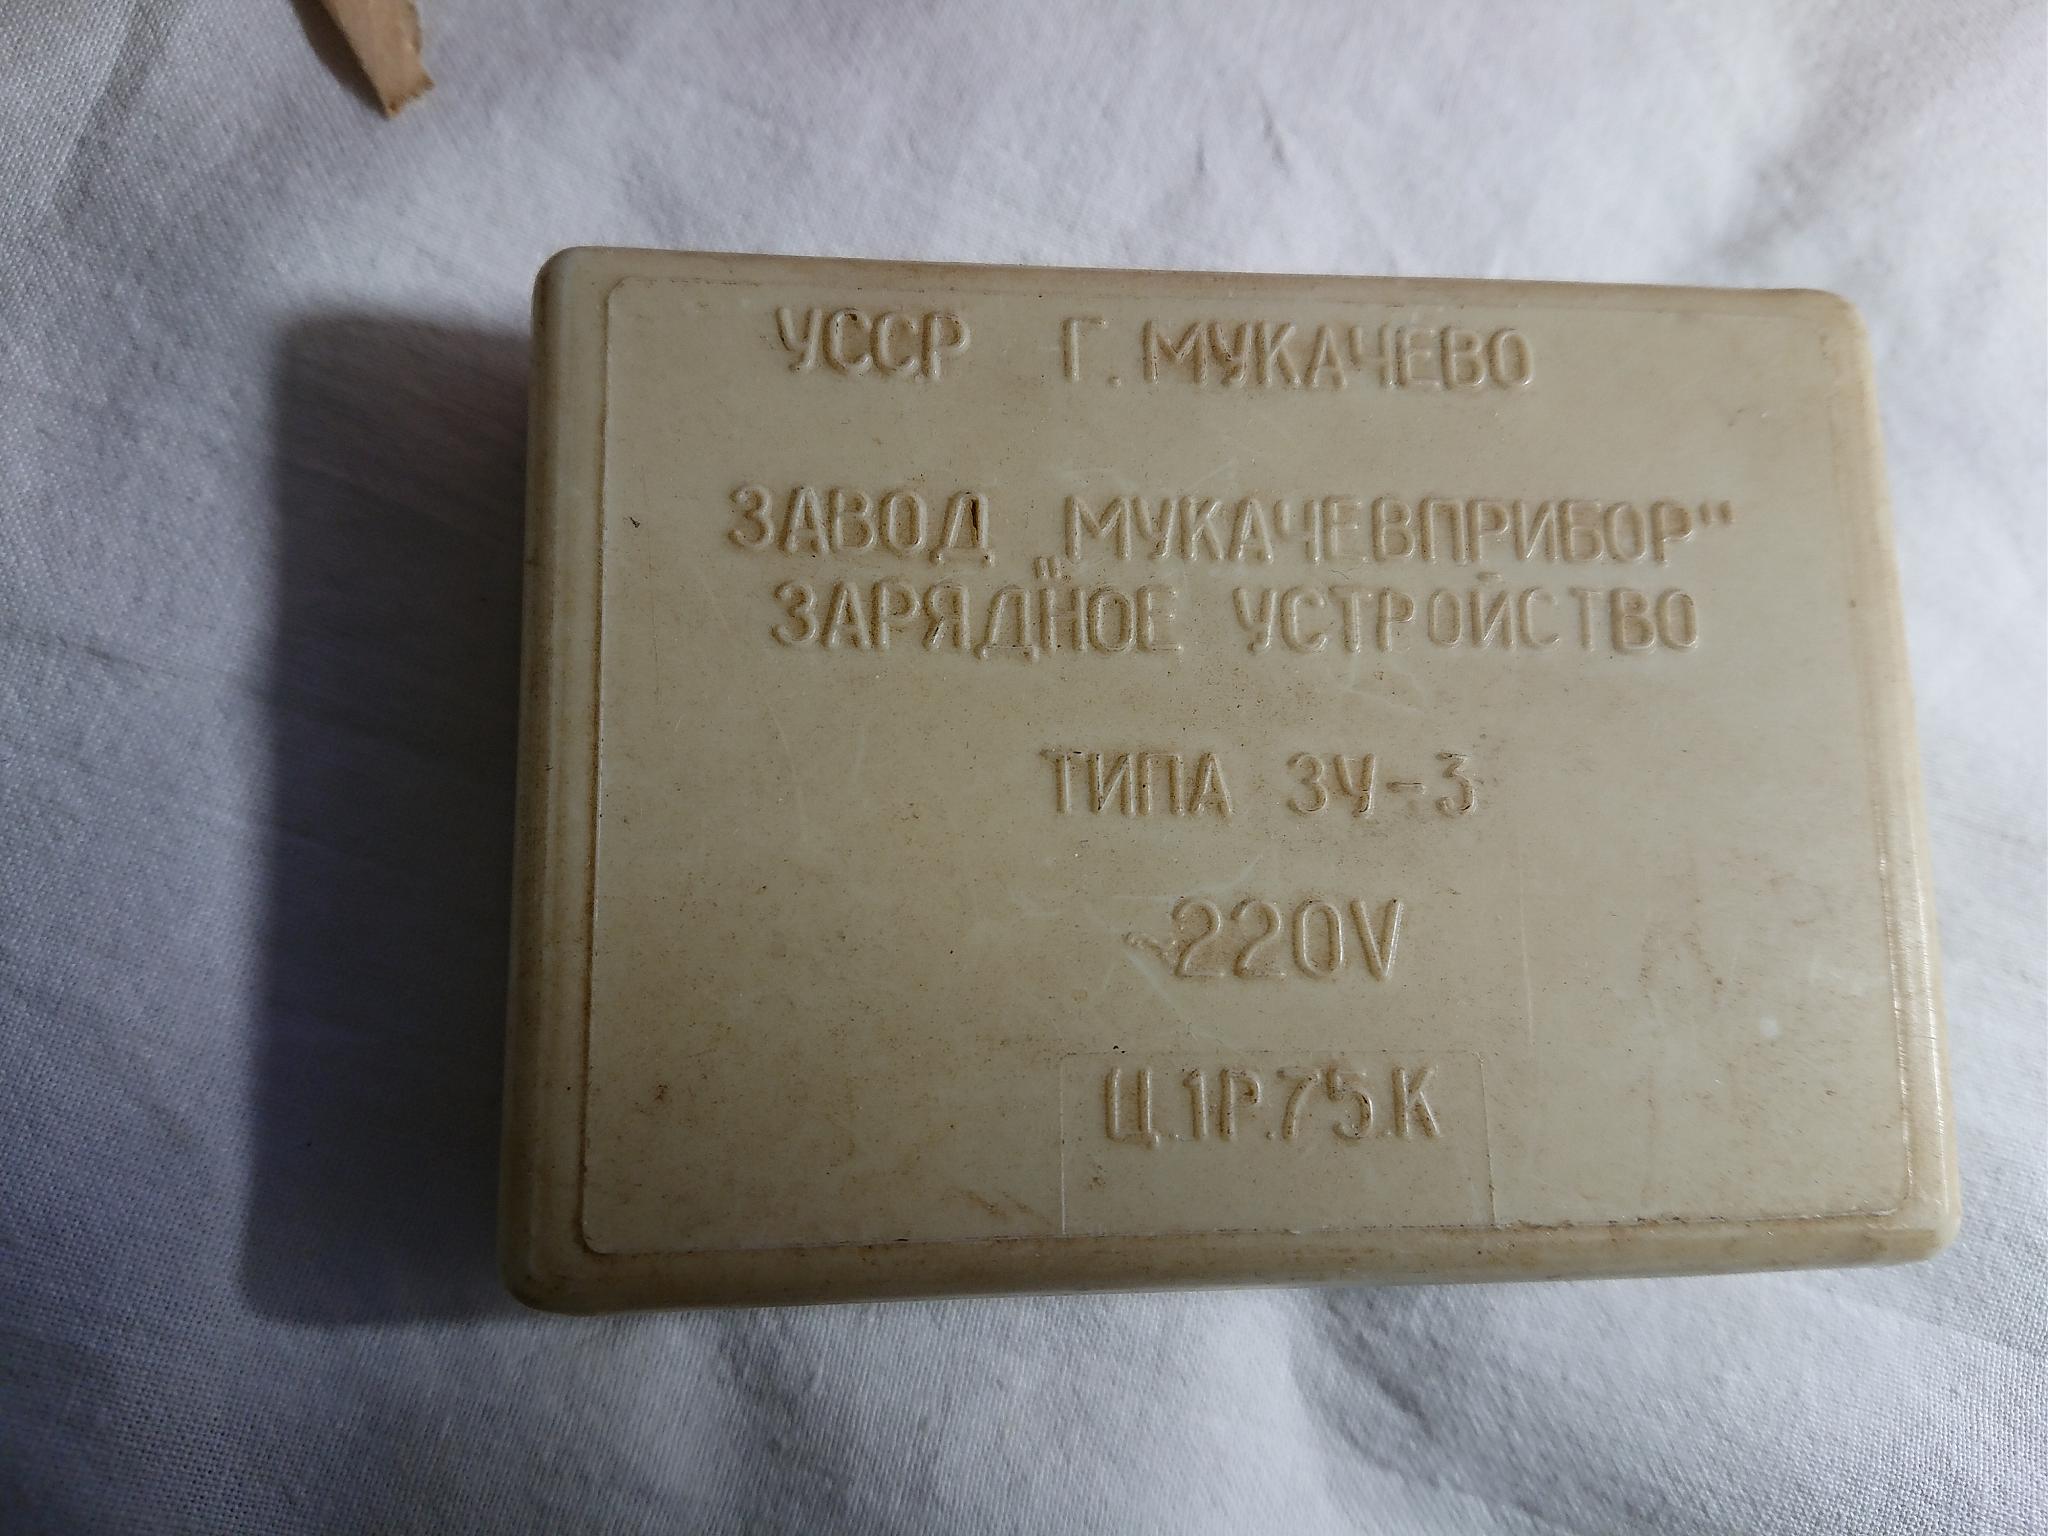 УССР Г. МУКАЧЕВО
ЗАВОД „МУКАЧЕВПРИБОР"
ЗАРЯДНОЕ УСТРОЙСТВО
ТИПА ЗУ-3
~220V
Ц.1Р.75.К